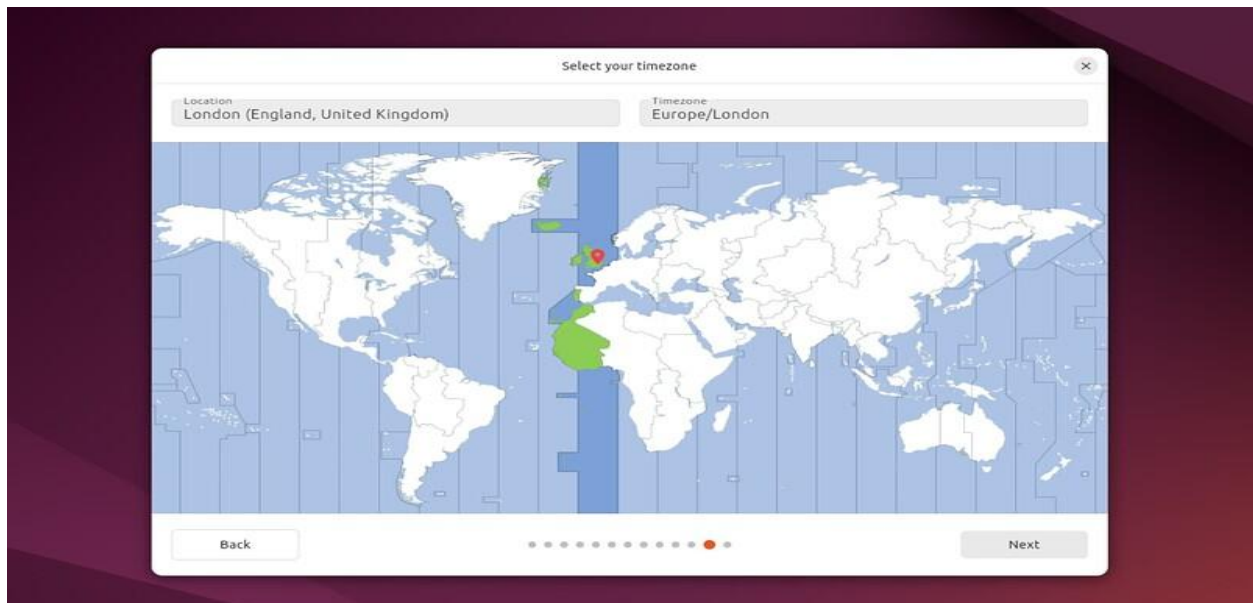 Select your timezone
Location
London (England, United Kingdom)
Timezone
Europe/London
Back
Next